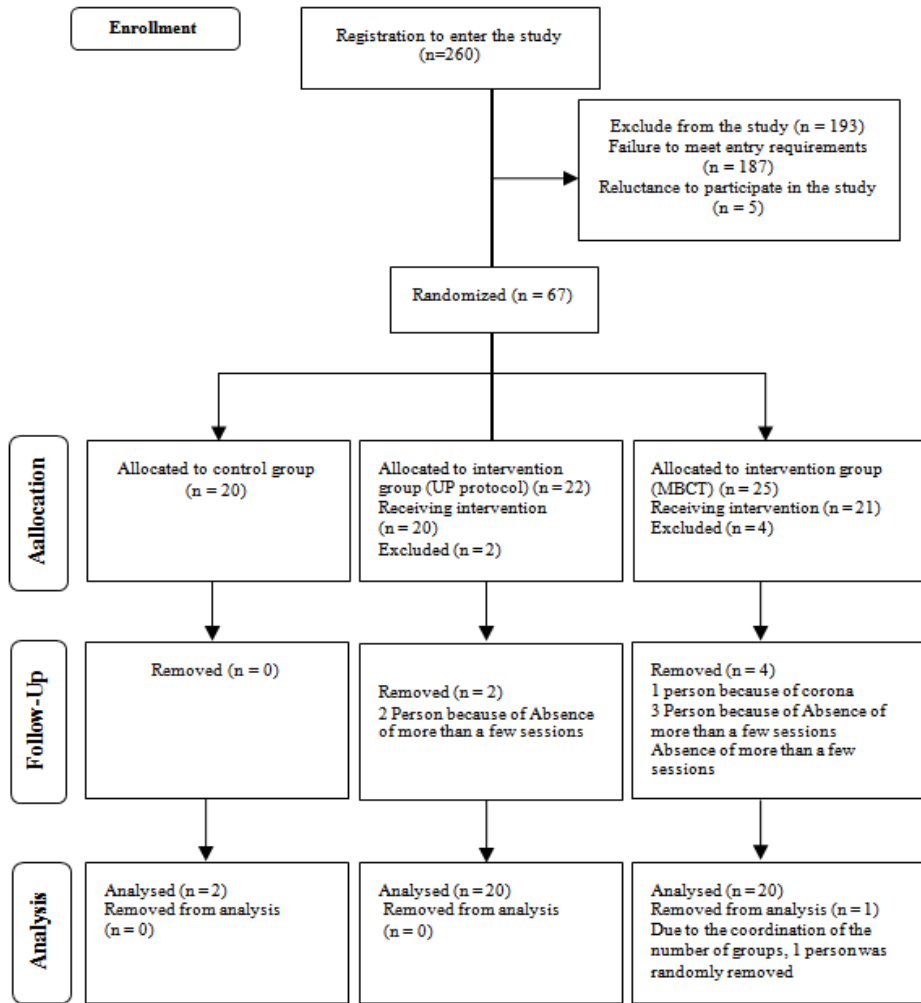 Enrollment
Registration to enter the study
(n=260)
Exclude from the study (n = 193)
Failure to meet entry requirements
(n = 187)
Reluctance to participate in the study
(n = 5)
Randomized (n = 67)
Aallocation
Allocated to control group
(n = 20)
Allocated to intervention
group (UP protocol) (n = 22)
Receiving intervention
(n = 20)
Excluded (n = 2)
Allocated to intervention group
(MBCT) (n = 25)
Receiving intervention (n = 21)
Excluded (n = 4)
Follow-Up
Removed (n = 0)
Removed (n = 2)
2 Person because of Absence
of more than a few sessions
Removed (n = 4)
1 person because of corona
3 Person because of Absence of
more than a few sessions
Absence of more than a few
sessions
Analysis
Analysed (n = 2)
Removed from analysis
(n = 0)
Analysed (n = 20)
Removed from analysis
(n = 0)
Analysed (n = 20)
Removed from analysis (n = 1)
Due to the coordination of the
number of groups, 1 person was
randomly removed